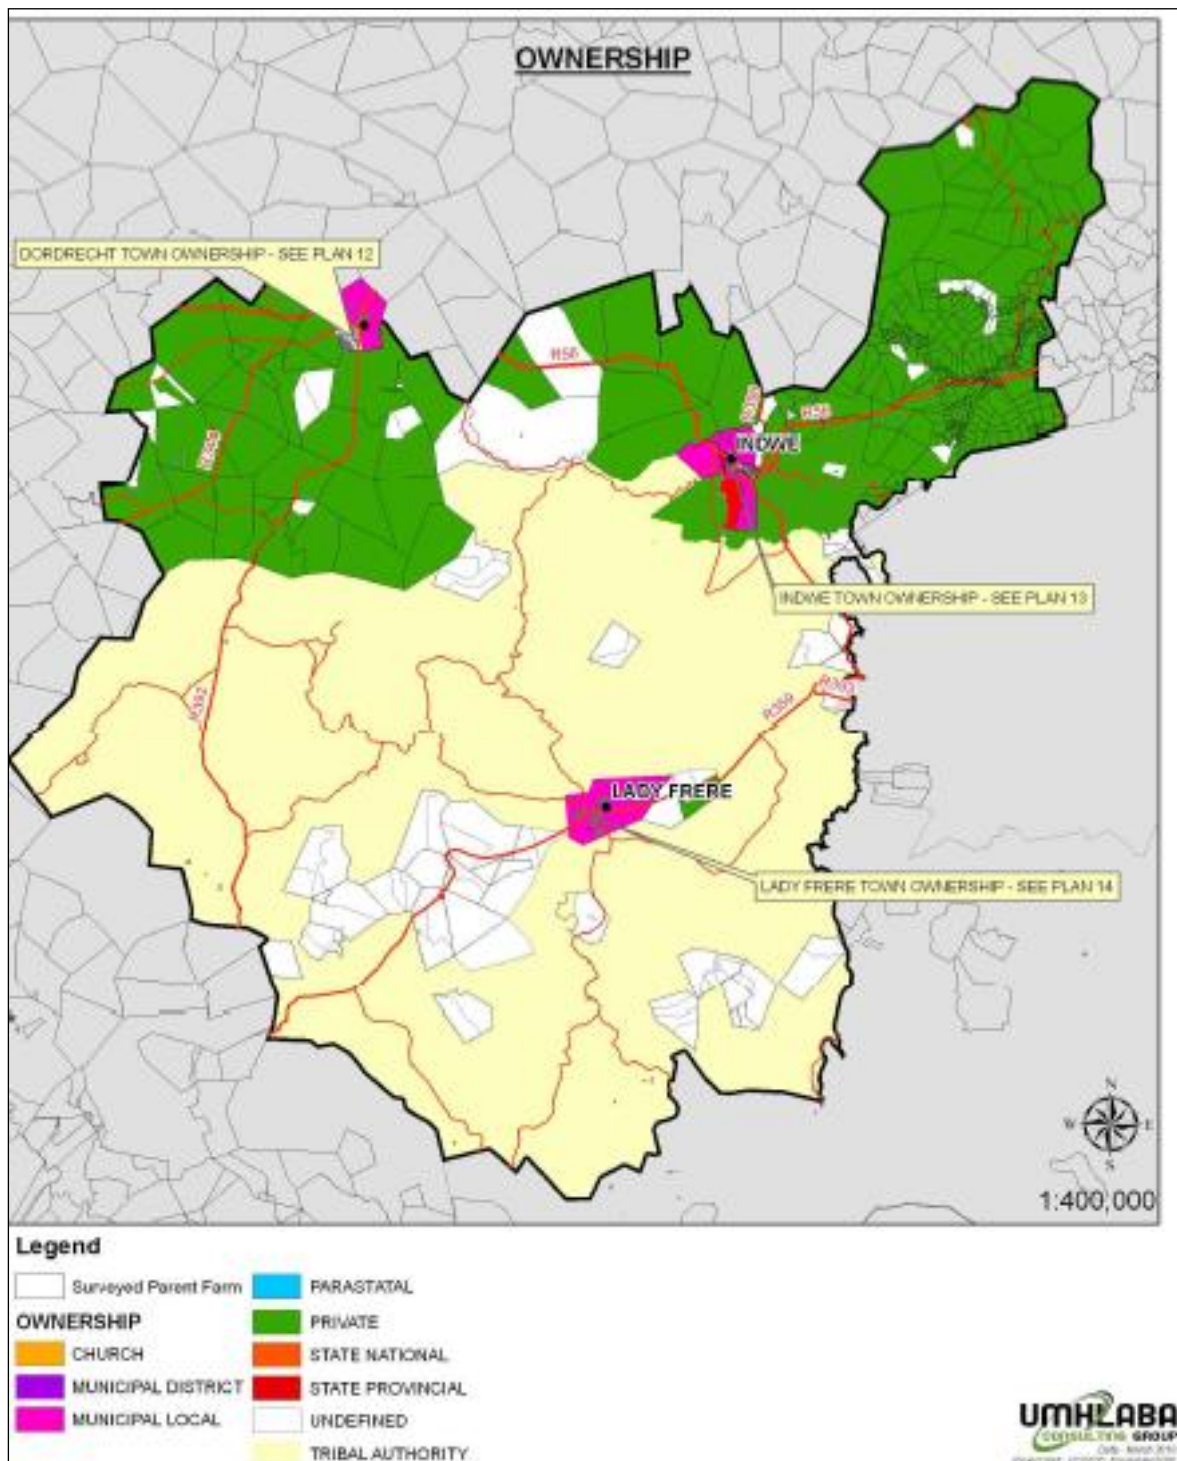 OWNERSHIP
DORDRECHT TOWN OWNERSHIP - SEE PLAN 12
R56
R56
INDWE
INDWE TOWN OWNERSHIP - SEE PLAN 13
R392
R393
R359
LADY FRERE
LADY FRERE TOWN OWNERSHIP - SEE PLAN 14
N
W E
S
1:400,000
Legend
Surveyed Parent Farm
OWNERSHIP
CHURCH
MUNICIPAL DISTRICT
MUNICIPAL LOCAL
PARASTATAL
PRIVATE
STATE NATIONAL
STATE PROVINCIAL
UNDEFINED
TRIBAL AUTHORITY
UMHLABA
CONSULTING GROUP